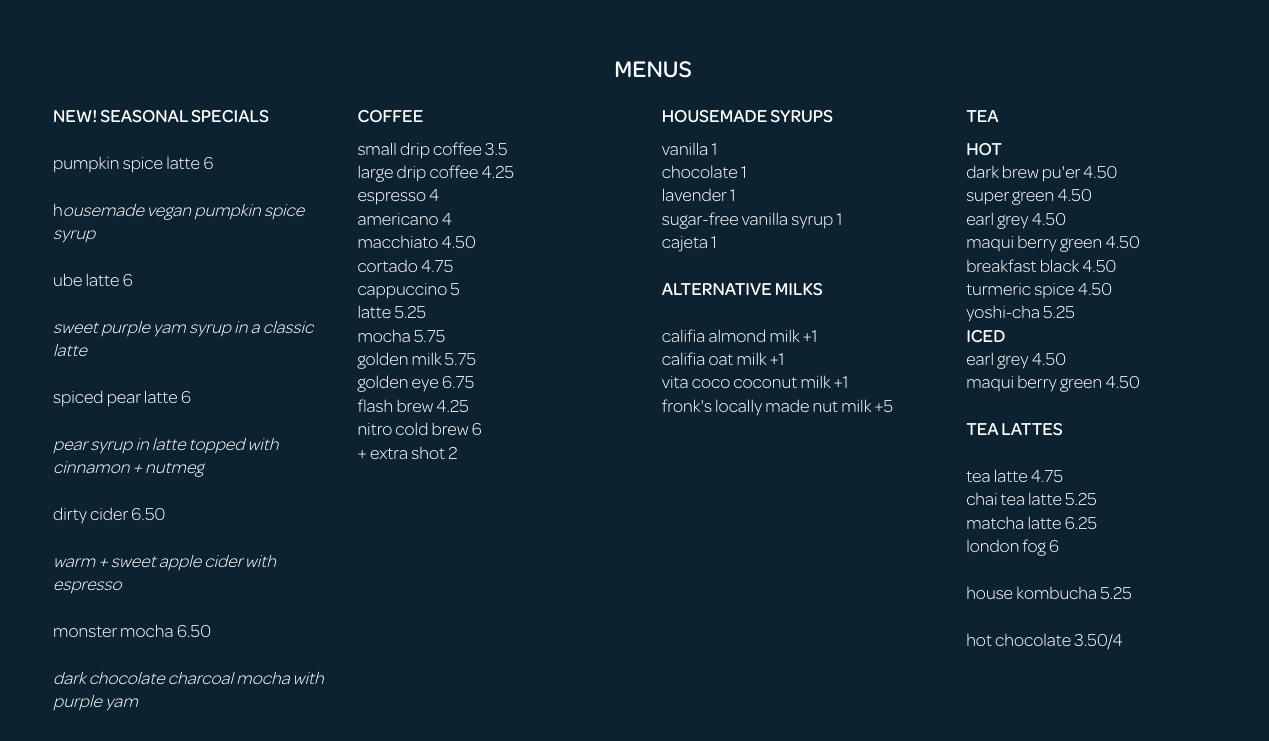 MENUS
NEW! SEASONAL SPECIALS
pumpkin spice latte 6
housemade vegan pumpkin spice
syrup
ube latte 6
sweet purple yam syrup in a classic
latte
spiced pear latte 6
pear syrup in latte topped with
cinnamon + nutmeg
dirty cider 6.50
warm + sweet apple cider with
espresso
monster mocha 6.50
dark chocolate charcoal mocha with
purple yam
COFFEE
small drip coffee 3.5
large drip coffee 4.25
espresso 4
americano 4
macchiato 4.50
cortado 4.75
cappuccino 5
latte 5.25
mocha 5.75
golden milk 5.75
golden eye 6.75
flash brew 4.25
nitro cold brew 6
+ extra shot 2
HOUSEMADE SYRUPS
vanilla 1
chocolate 1
lavender 1
sugar-free vanilla syrup 1
cajeta 1
ALTERNATIVE MILKS
califia almond milk +1
califia oat milk +1
vita coco coconut milk +1
fronk's locally made nut milk +5
TEA
HOT
dark brew pu'er 4.50
super green 4.50
earl grey 4.50
maqui berry green 4.50
breakfast black 4.50
turmeric spice 4.50
yoshi-cha 5.25
ICED
earl grey 4.50
maqui berry green 4.50
TEA LATTES
tea latte 4.75
chai tea latte 5.25
matcha latte 6.25
london fog 6
house kombucha 5.25
hot chocolate 3.50/4